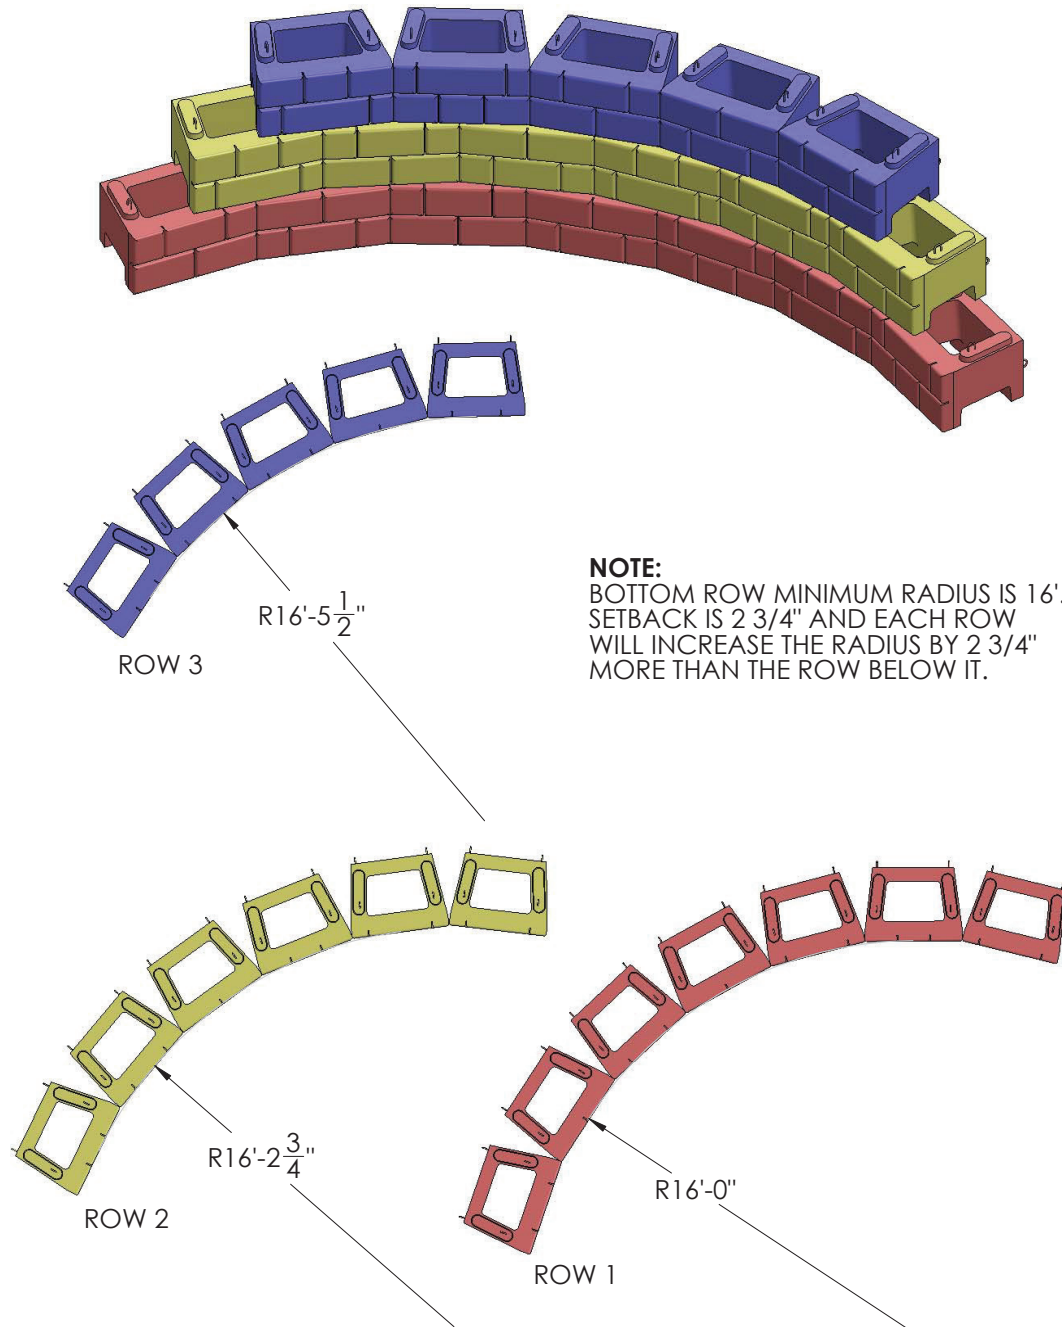 R16'-5 1/2"
ROW 3
NOTE:
BOTTOM ROW MINIMUM RADIUS IS 16'.
SETBACK IS 2 3/4" AND EACH ROW
WILL INCREASE THE RADIUS BY 2 3/4"
MORE THAN THE ROW BELOW IT.
R16'-2 3/4"
ROW 2
R16'-0"
ROW 1